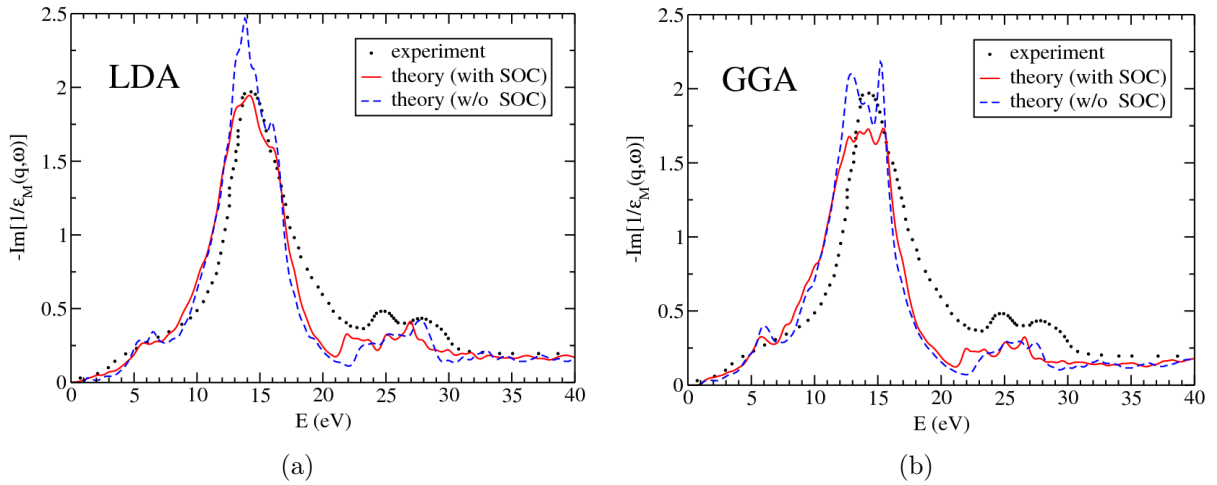 2.5
2
1.5
1
0.5
0
-Im[1/ε_M(q,ω)]
LDA
experiment
theory (with SOC)
theory (w/o SOC)
0 5 10 15 20 25 30 35 40
E (eV)
(a)
2.5
2
1.5
1
0.5
0
-Im[1/ε_M(q,ω)]
GGA
experiment
theory (with SOC)
theory (w/o SOC)
0 5 10 15 20 25 30 35 40
E (eV)
(b)